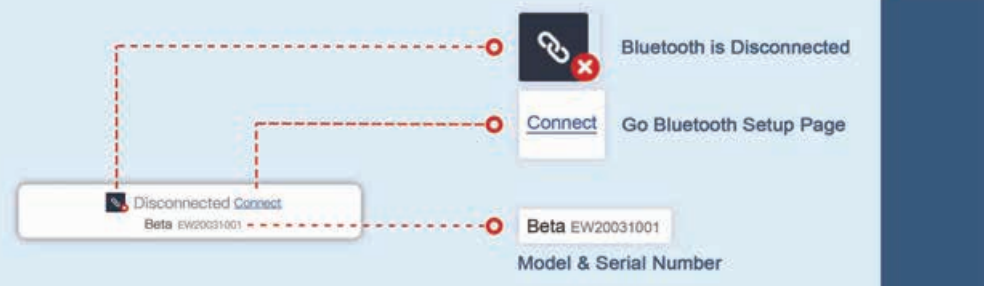 Bluetooth is Disconnected
Connect
Go Bluetooth Setup Page
Disconnected Connect
Beta EW20031001
Beta EW20031001
Model & Serial Number